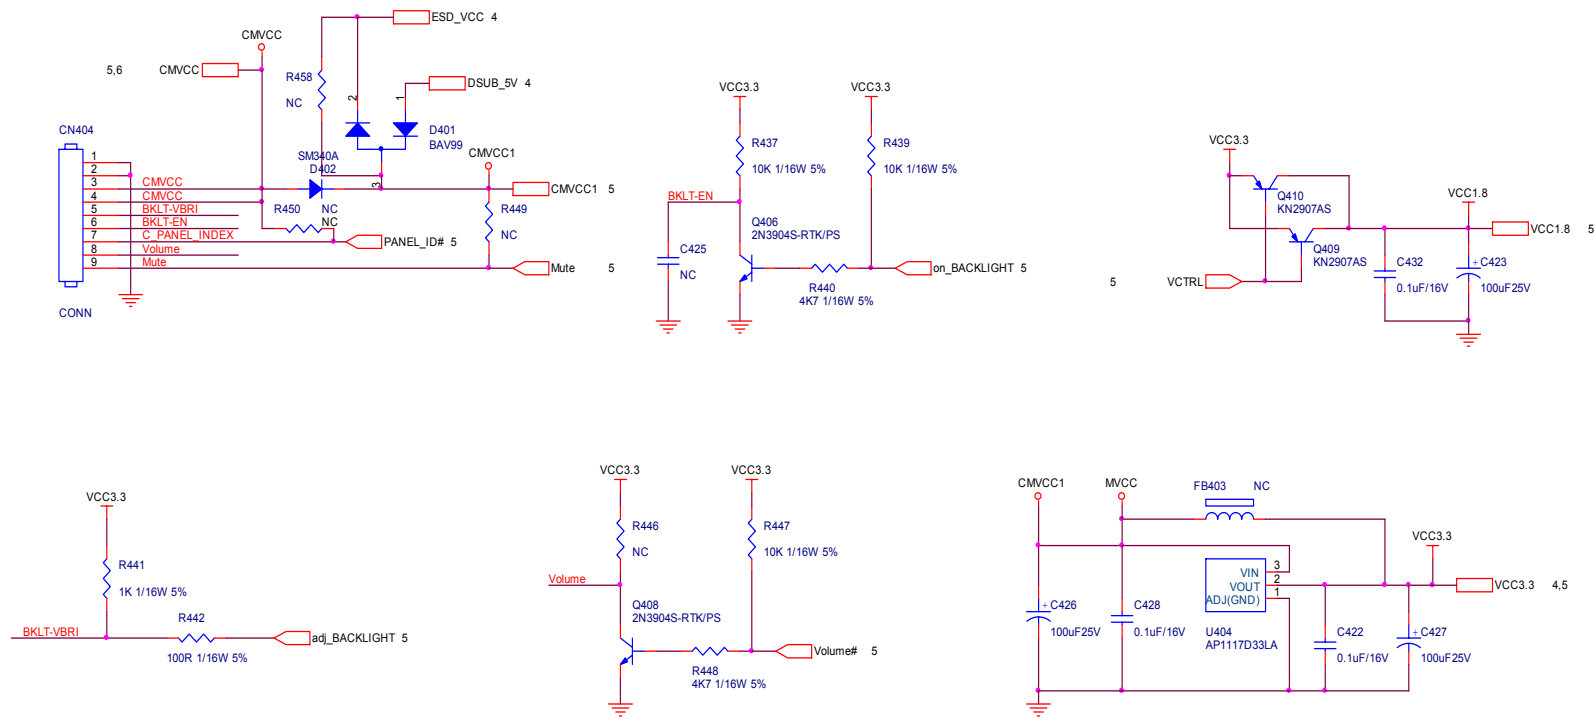 ESD_VCC 4
CMVCC
5,6 CMVCC
R458
NC
DSUB_5V 4
2
1
D401
BAV99
CN404
SM340A
D402
CMVCC1
3
1
2
3 CMVCC
4 CMVCC
5 BKLT-VBRI
6 BKLT-EN
7 C_PANEL_INDEX
8 Volume
9 Mute
CONN
R450 NC
NC
PANEL_ID# 5
CMVCC1 5
R449
NC
Mute 5
VCC3.3
VCC3.3
R437
10K 1/16W 5%
R439
10K 1/16W 5%
BKLT-EN
Q406
2N3904S-RTK/PS
C425
NC
R440
4K7 1/16W 5%
on_BACKLIGHT 5
VCC3.3
Q410
KN2907AS
VCC1.8
VCC1.8 5
Q409
KN2907AS
5 VCTRL
C432
0.1uF/16V
+ C423
100uF25V
VCC3.3
R441
1K 1/16W 5%
BKLT-VBRI
R442
100R 1/16W 5%
adj_BACKLIGHT 5
VCC3.3
VCC3.3
R446
NC
R447
10K 1/16W 5%
Volume
Q408
2N3904S-RTK/PS
R448
4K7 1/16W 5%
Volume# 5
CMVCC1
MVCC
FB403 NC
VCC3.3
VIN 3
VOUT 2
ADJ(GND) 1
VCC3.3 4,5
+ C426
100uF25V
C428
0.1uF/16V
U404
AP1117D33LA
C422
0.1uF/16V
+ C427
100uF25V